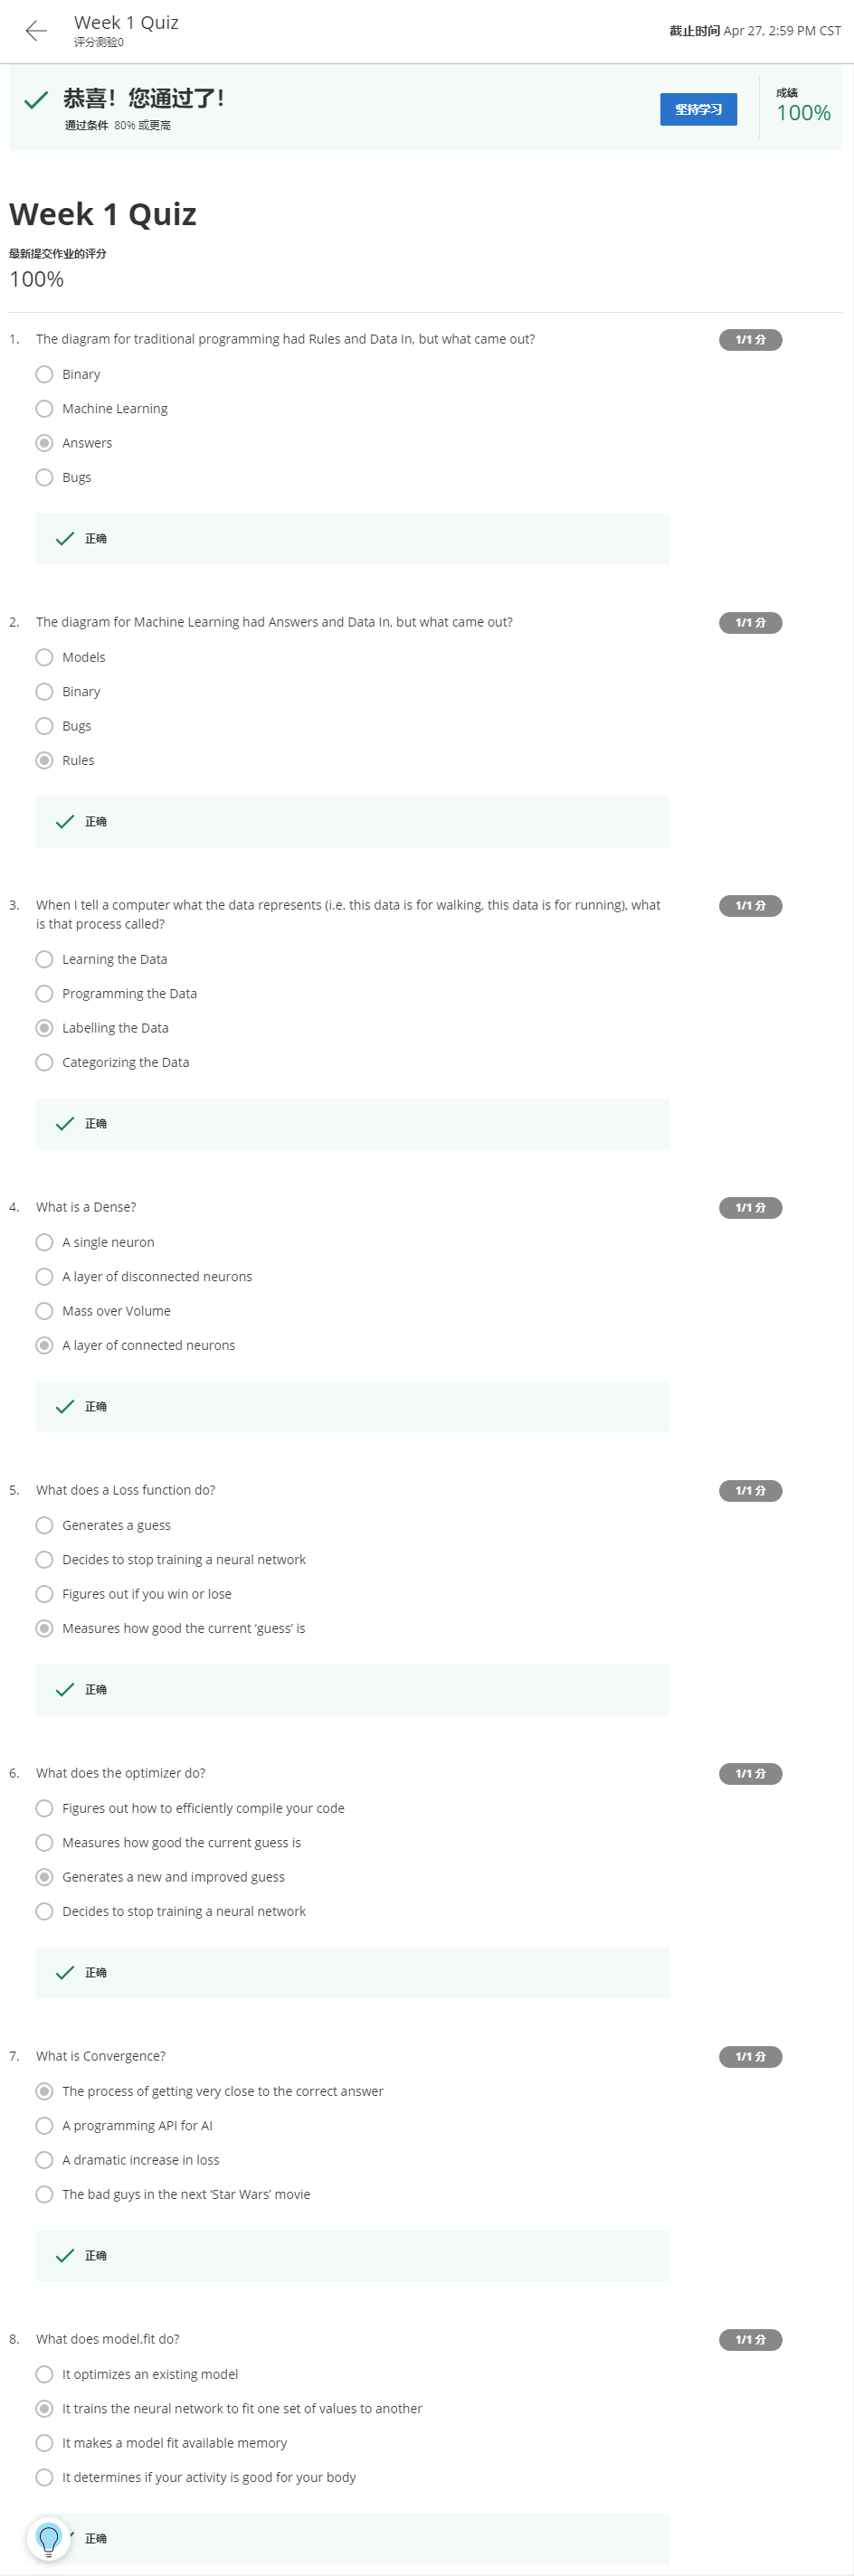 Week 1 Quiz
评分测验0
截止时间 Apr 27, 2:59 PM CST
恭喜！您通过了！
通过条件 80% 或更高
坚持学习
成绩
100%
Week 1 Quiz
最新提交作业的评分
100%
1. The diagram for traditional programming had Rules and Data In, but what came out?
1/1 分
Binary
Machine Learning
Answers
Bugs
正确
2. The diagram for Machine Learning had Answers and Data In, but what came out?
1/1 分
Models
Binary
Bugs
Rules
正确
3. When I tell a computer what the data represents (i.e. this data is for walking, this data is for running), what
is that process called?
1/1 分
Learning the Data
Programming the Data
Labelling the Data
Categorizing the Data
正确
4. What is a Dense?
1/1 分
A single neuron
A layer of disconnected neurons
Mass over Volume
A layer of connected neurons
正确
5. What does a Loss function do?
1/1 分
Generates a guess
Decides to stop training a neural network
Figures out if you win or lose
Measures how good the current ‘guess’ is
正确
6. What does the optimizer do?
1/1 分
Figures out how to efficiently compile your code
Measures how good the current guess is
Generates a new and improved guess
Decides to stop training a neural network
正确
7. What is Convergence?
1/1 分
The process of getting very close to the correct answer
A programming API for AI
A dramatic increase in loss
The bad guys in the next ‘Star Wars’ movie
正确
8. What does model.fit do?
1/1 分
It optimizes an existing model
It trains the neural network to fit one set of values to another
It makes a model fit available memory
It determines if your activity is good for your body
正确